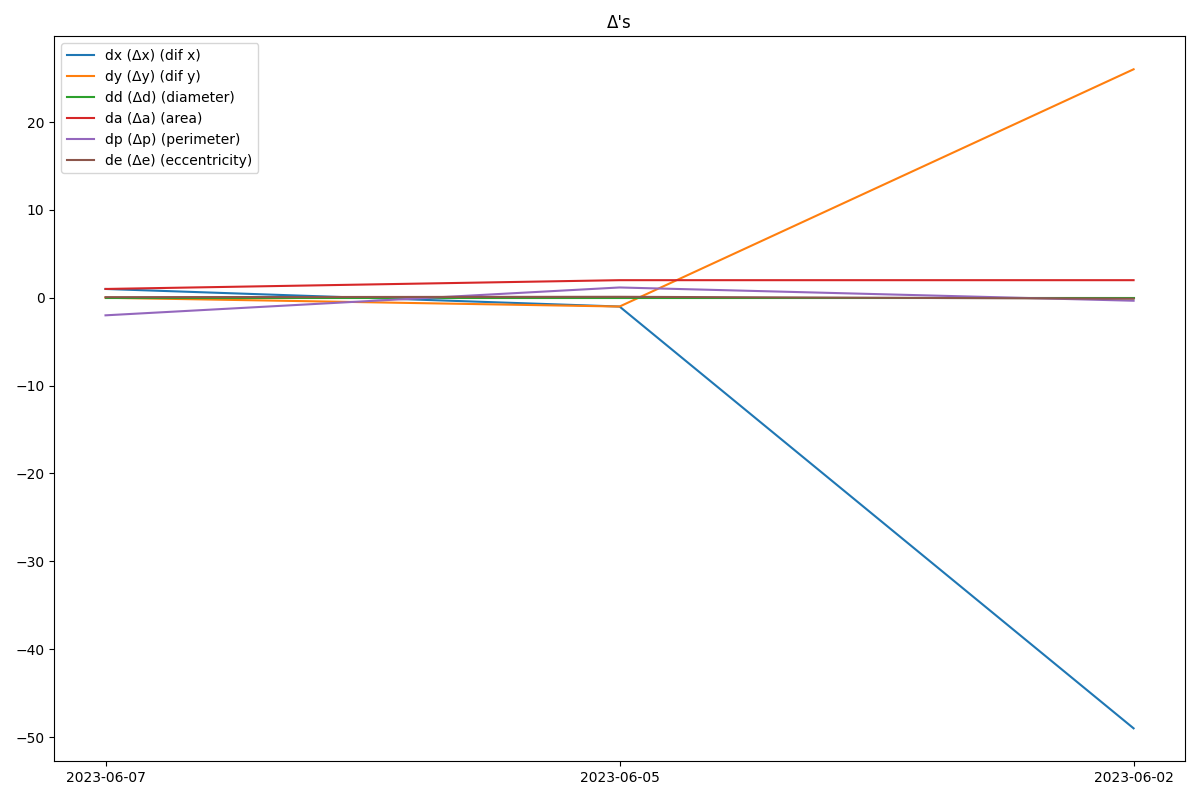 Δ's
dx (Δx) (dif x)
dy (Δy) (dif y)
dd (Δd) (diameter)
da (Δa) (area)
dp (Δp) (perimeter)
de (Δe) (eccentricity)
20
10
0
−10
−20
−30
−40
−50
2023-06-07 2023-06-05 2023-06-02